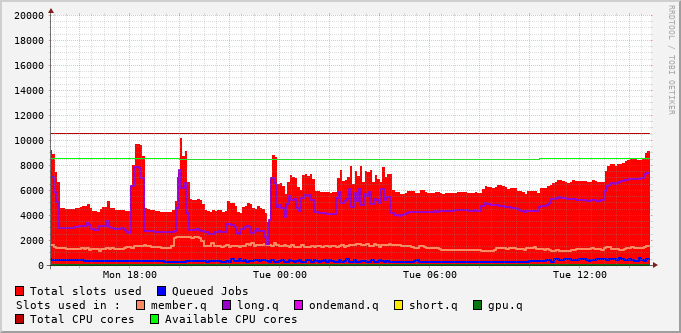 RRDTOOL / TOBI OETIKER
20000
18000
16000
14000
12000
10000
8000
6000
4000
2000
0
Mon 18:00 Tue 00:00 Tue 06:00 Tue 12:00
Total slots used Queued Jobs
Slots used in : member.q long.q ondemand.q short.q gpu.q
Total CPU cores Available CPU cores